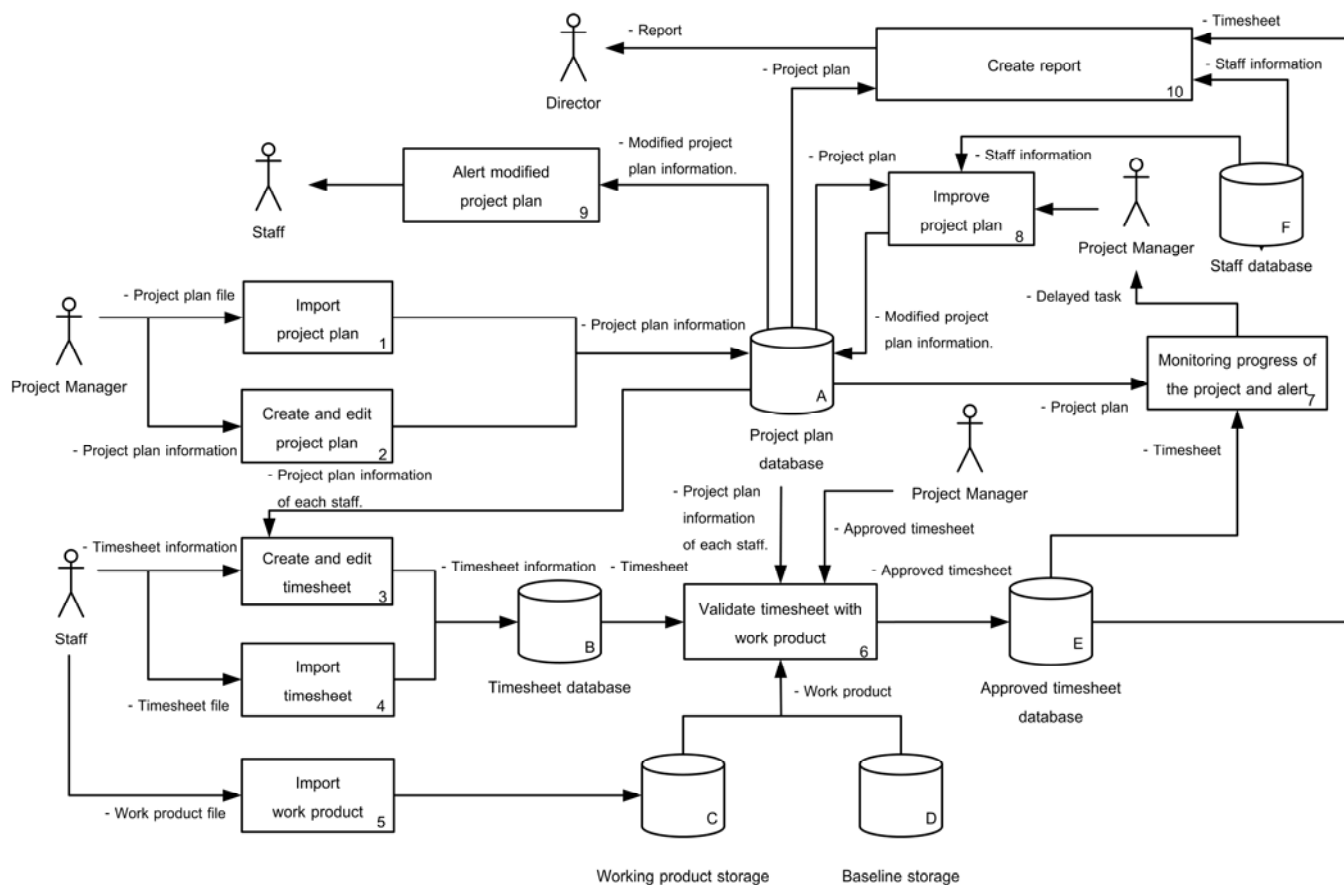 - Timesheet
- Report
Create report
10
- Staff information
- Project plan
Director
- Modified project
plan information.
Alert modified
project plan
9
Staff
- Project plan
- Staff information
Improve
project plan
8
Project Manager
F
Staff database
- Project plan file
Import
project plan
1
- Project plan information
Project Manager
Create and edit
project plan
2
- Project plan information
A
Project plan
database
- Modified project
plan information.
- Delayed task
Monitoring progress of
the project and alert
7
- Project plan
- Timesheet
- Project plan information
of each staff.
- Project plan
information
of each staff.
Project Manager
- Approved timesheet
- Timesheet information
Create and edit
timesheet
3
Staff
- Timesheet information
- Timesheet
B
Timesheet database
Validate timesheet with
work product
6
- Approved timesheet
E
Approved timesheet
database
Import
timesheet
4
- Timesheet file
- Work product
Import
work product
5
- Work product file
C
Working product storage
D
Baseline storage